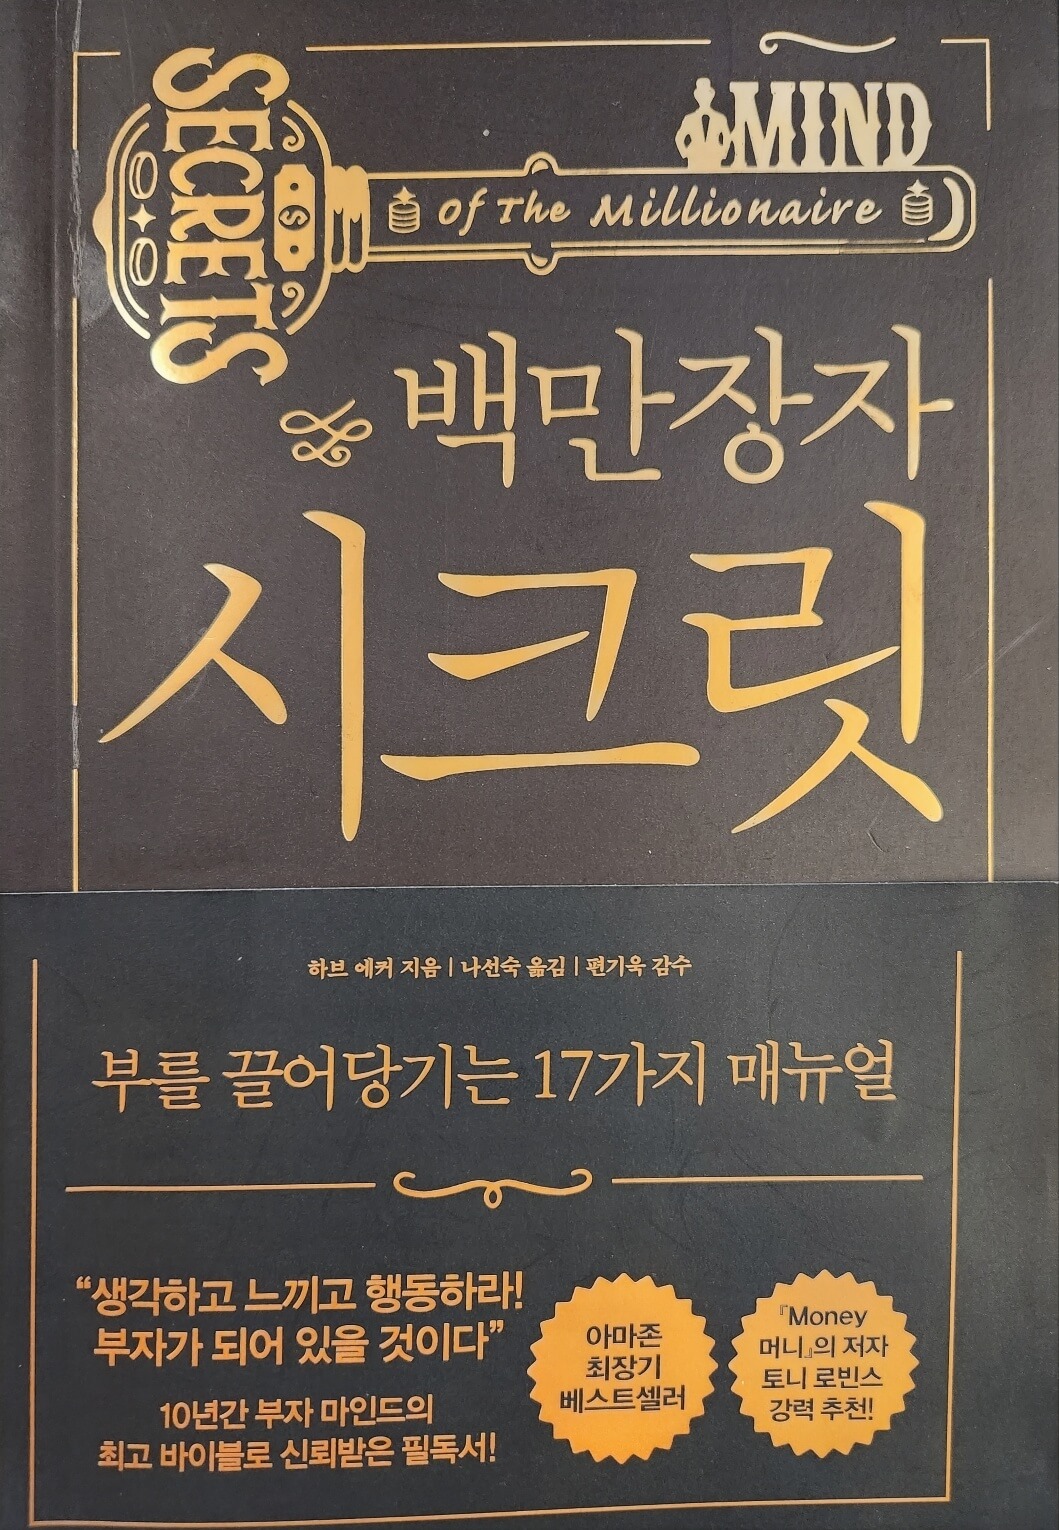 SECRETS
MIND
Of The Millionaire
백만장자
시크릿
하브 에커 지음 | 나선숙 옮김 | 편기욱 감수
부를 끌어당기는 17가지 매뉴얼
“생각하고 느끼고 행동하라!
부자가 되어 있을 것이다”
10년간 부자 마인드의
최고 바이블로 신뢰받은 필독서!
아마존
최장기
베스트셀러
『Money
머니』의 저자
토니 로빈스
강력 추천!